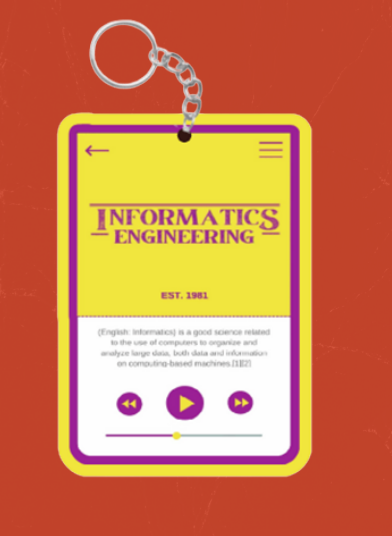 INFORMATICS
ENGINEERING
EST. 1981
(English: Informatics) is a good science related
to the use of computers to organize and
analyze large data, both data and information
on computing-based machines.[1][2]